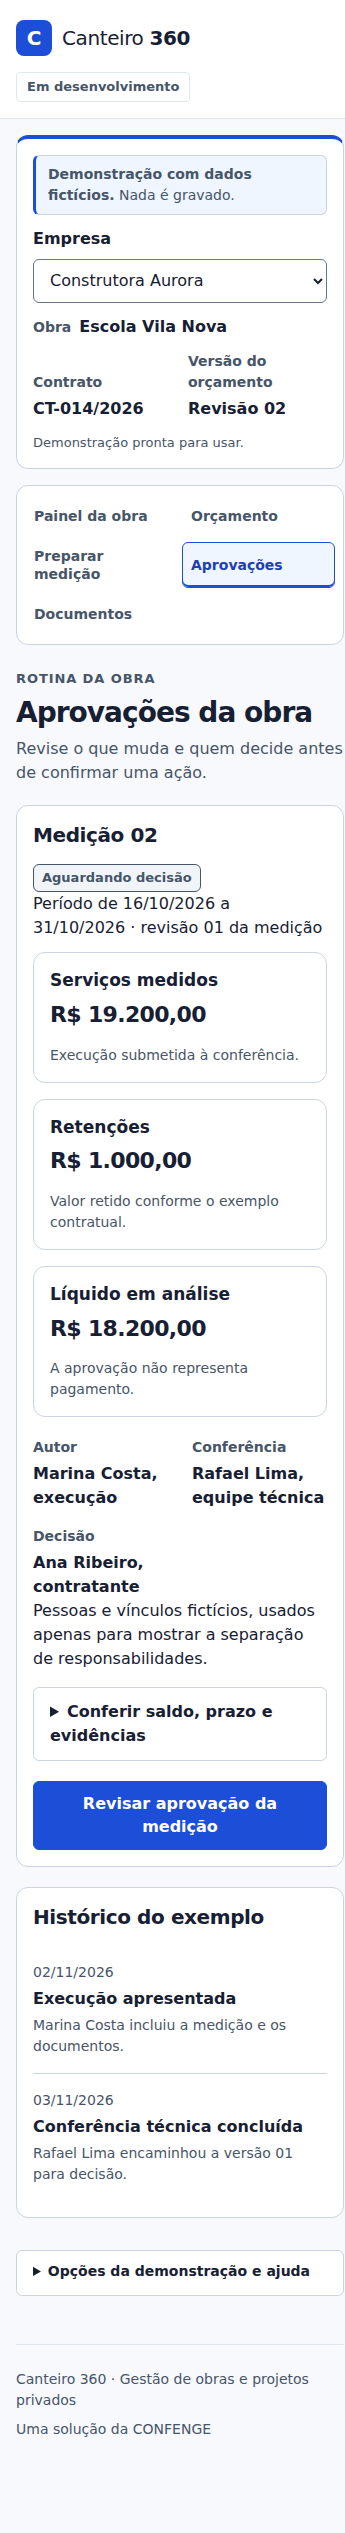 C Canteiro 360
Em desenvolvimento
Demonstração com dados
fictícios. Nada é gravado.
Empresa
Construtora Aurora
Obra Escola Vila Nova
Contrato
CT-014/2026
Versão do
orçamento
Revisão 02
Demonstração pronta para usar.
Painel da obra
Orçamento
Preparar
medição
Aprovações
Documentos
ROTINA DA OBRA
Aprovações da obra
Revise o que muda e quem decide antes
de confirmar uma ação.
Medição 02
Aguardando decisão
Período de 16/10/2026 a
31/10/2026 · revisão 01 da medição
Serviços medidos
R$ 19.200,00
Execução submetida à conferência.
Retenções
R$ 1.000,00
Valor retido conforme o exemplo
contratual.
Líquido em análise
R$ 18.200,00
A aprovação não representa
pagamento.
Autor
Marina Costa,
execução
Conferência
Rafael Lima,
equipe técnica
Decisão
Ana Ribeiro,
contratante
Pessoas e vínculos fictícios, usados
apenas para mostrar a separação
de responsabilidades.
Conferir saldo, prazo e
evidências
Revisar aprovação da
medição
Histórico do exemplo
02/11/2026
Execução apresentada
Marina Costa incluiu a medição e os
documentos.
03/11/2026
Conferência técnica concluída
Rafael Lima encaminhou a versão 01
para decisão.
Opções da demonstração e ajuda
Canteiro 360 · Gestão de obras e projetos
privados
Uma solução da CONFENGE